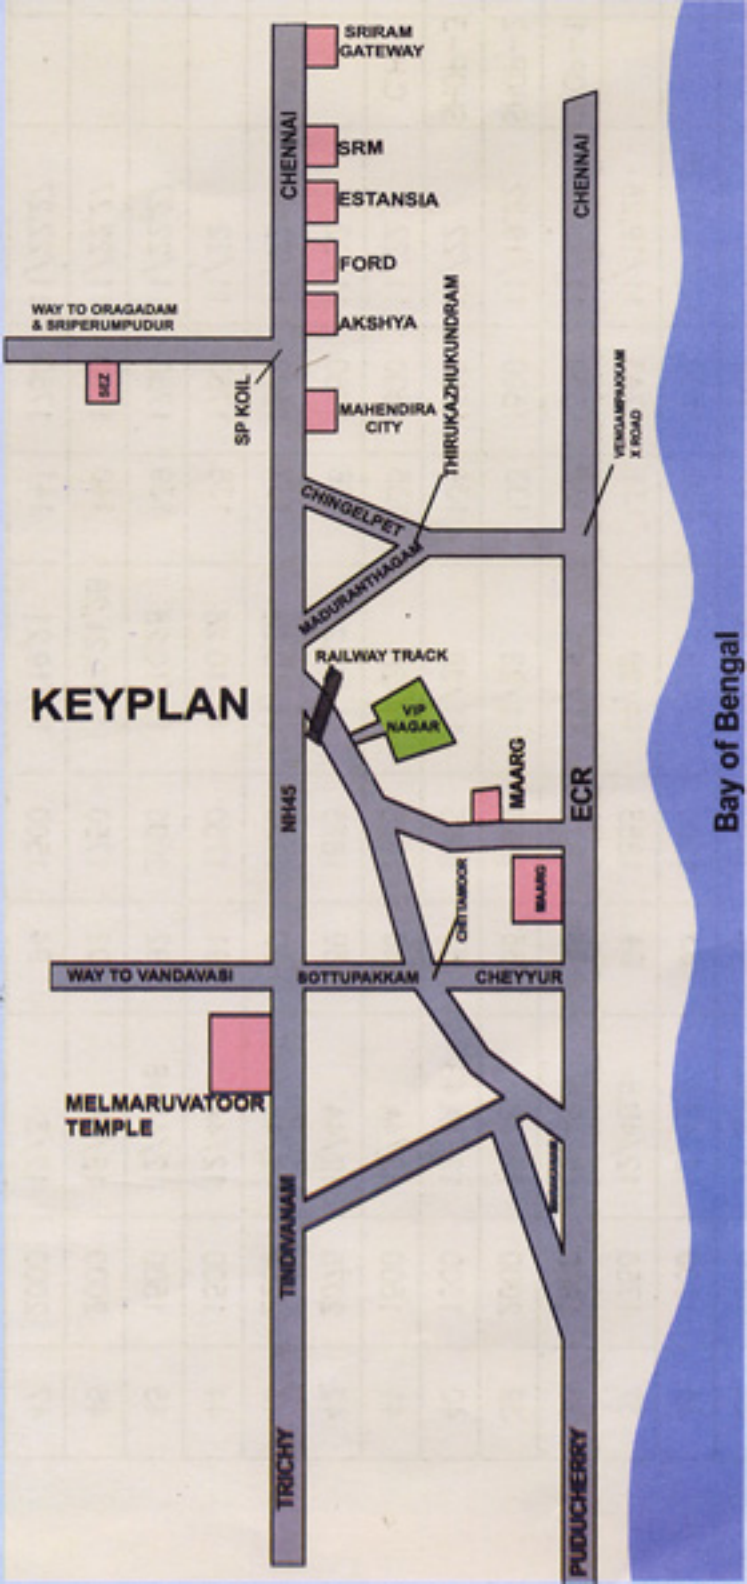 SRIRAM
GATEWAY
CHENNAI
SRM
CHENNAI
ESTANSIA
FORD
WAY TO ORAGADAM
& SRIPERUMPUDUR
AKSHYA
THIRUKAZHUKUNDRAM
SEZ
SP KOIL
MAHENDIRA
CITY
VENGAMPAKKAM
X ROAD
CHINGELPET
MADURANTHAGAM
RAILWAY TRACK
KEYPLAN
VIP
NAGAR
Bay of Bengal
MAARG
ECR
NH45
MAARG
CHITTAMOOR
WAY TO VANDAVASI
SOTTUPAKKAM
CHEYYUR
MELMARUVATOOR
TEMPLE
TINDIVANAM
TRICHY
PUDUCHERRY